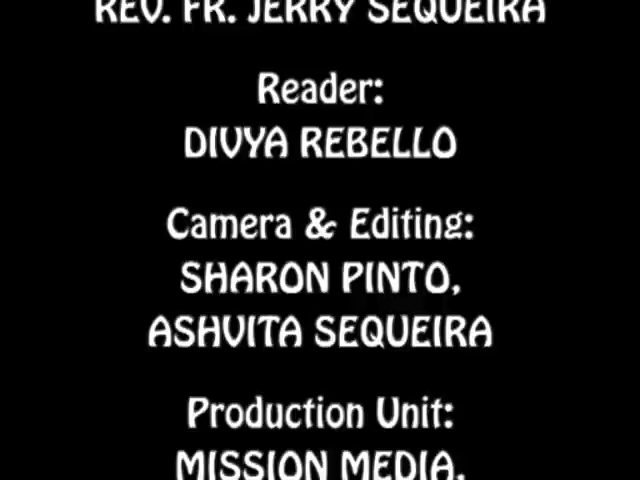 REV. FR. JERRY SEQUEIRA
Reader:
DIVYA REBELLO
Camera & Editing:
SHARON PINTO,
ASHVITA SEQUEIRA
Production Unit:
MISSION MEDIA,